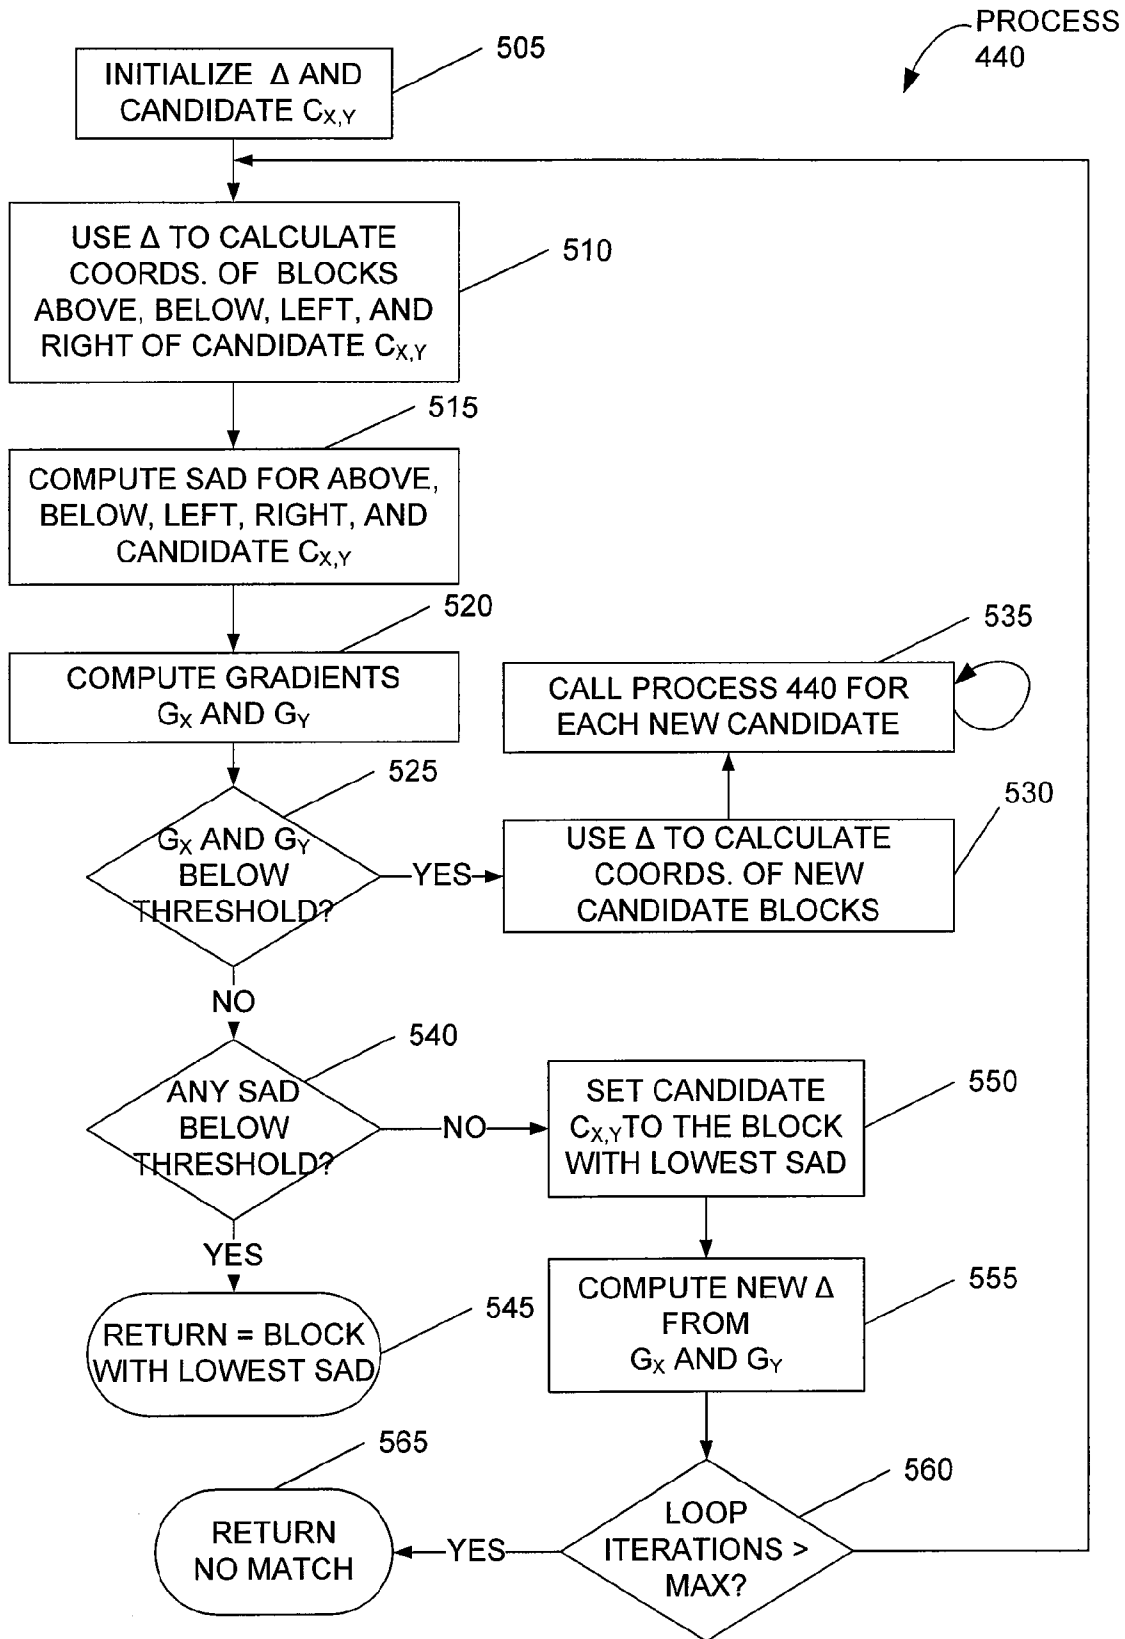 PROCESS
440
505
INITIALIZE Δ AND
CANDIDATE CX,Y
USE Δ TO CALCULATE
COORDS. OF BLOCKS
ABOVE, BELOW, LEFT, AND
RIGHT OF CANDIDATE CX,Y
510
515
COMPUTE SAD FOR ABOVE,
BELOW, LEFT, RIGHT, AND
CANDIDATE CX,Y
520
COMPUTE GRADIENTS
GX AND GY
535
CALL PROCESS 440 FOR
EACH NEW CANDIDATE
525
GX AND GY
BELOW
THRESHOLD?
YES
530
USE Δ TO CALCULATE
COORDS. OF NEW
CANDIDATE BLOCKS
NO
540
ANY SAD
BELOW
THRESHOLD?
NO
550
SET CANDIDATE
CX,Y TO THE BLOCK
WITH LOWEST SAD
YES
545
RETURN = BLOCK
WITH LOWEST SAD
555
COMPUTE NEW Δ
FROM
GX AND GY
560
LOOP
ITERATIONS >
MAX?
YES
565
RETURN
NO MATCH